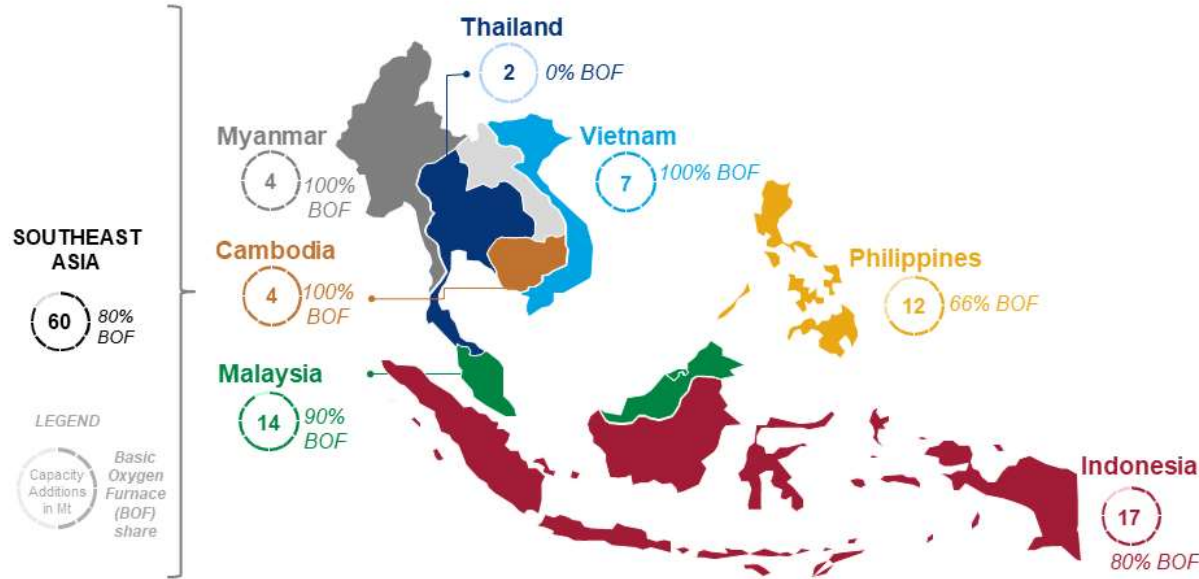 Thailand
2
0% BOF
Myanmar
4
100%
BOF
Vietnam
7
100% BOF
SOUTHEAST
ASIA
60
80%
BOF
Cambodia
4
100%
BOF
Philippines
12
66% BOF
Malaysia
14
90%
BOF
Indonesia
17
80% BOF
LEGEND
Capacity
Additions
in Mt
Basic
Oxygen
Furnace
(BOF)
share